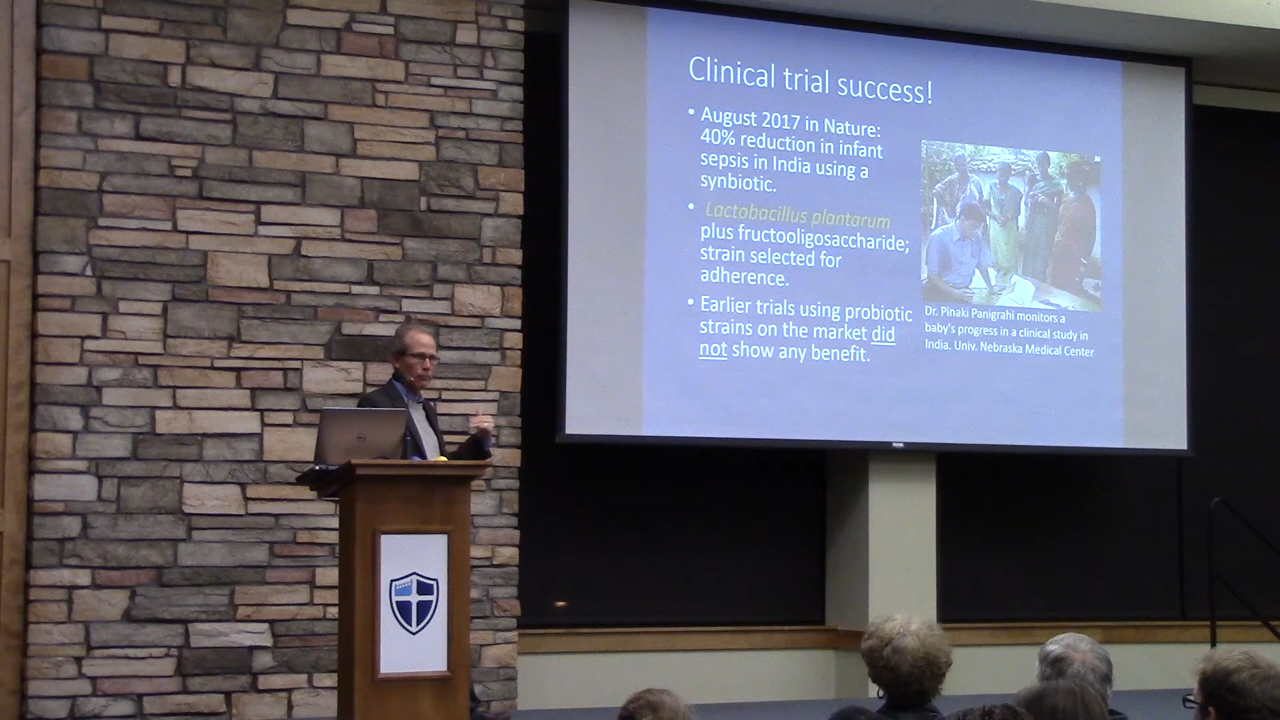 Clinical trial success!
• August 2017 in Nature:
40% reduction in infant
sepsis in India using a
synbiotic.
• Lactobacillus plantarum
plus fructooligosaccharide;
strain selected for
adherence.
• Earlier trials using probiotic
strains on the market did
not show any benefit.
Dr. Pinaki Panigrahi monitors a
baby's progress in a clinical study in
India. Univ. Nebraska Medical Center
DELL